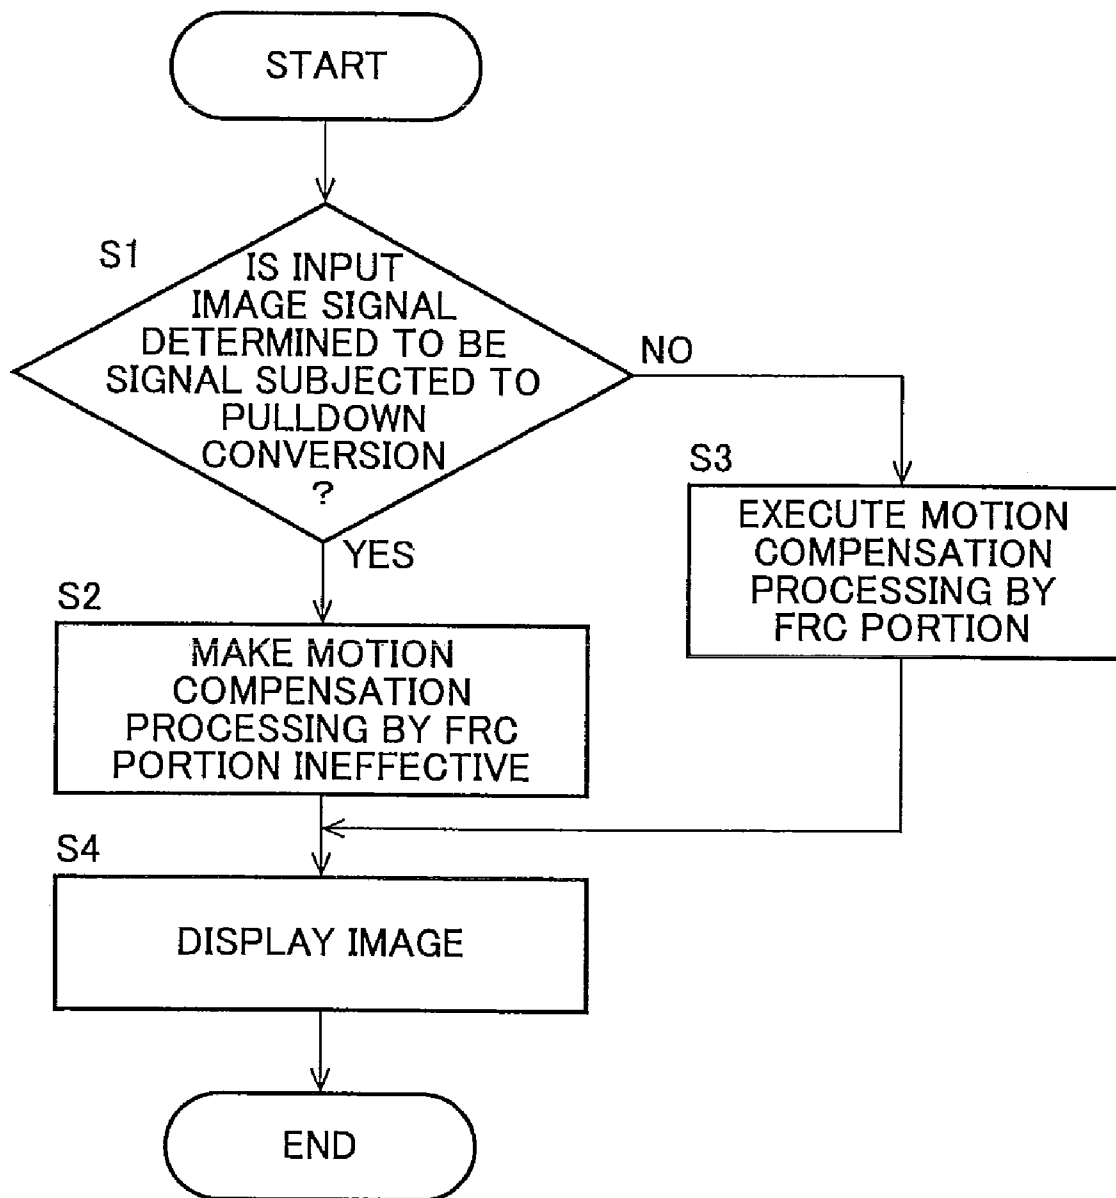 START
S1
IS INPUT
IMAGE SIGNAL
DETERMINED TO BE
SIGNAL SUBJECTED TO
PULLDOWN
CONVERSION
?
NO
YES
S3
EXECUTE MOTION
COMPENSATION
PROCESSING BY
FRC PORTION
S2
MAKE MOTION
COMPENSATION
PROCESSING BY FRC
PORTION INEFFECTIVE
S4
DISPLAY IMAGE
END